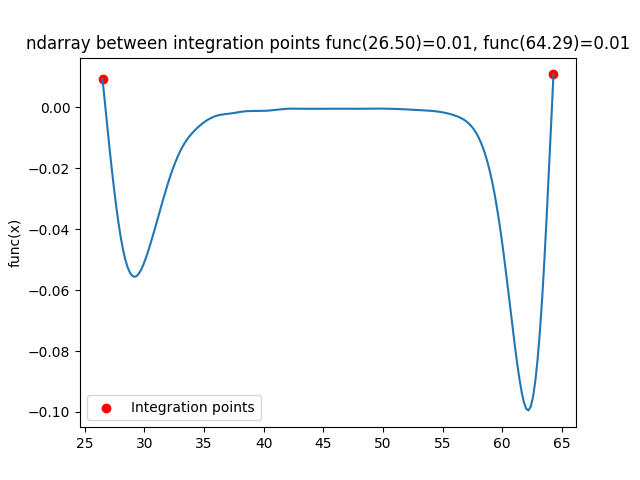 ndarray between integration points func(26.50)=0.01, func(64.29)=0.01
func(x)
0.00
−0.02
−0.04
−0.06
−0.08
−0.10
Integration points
25 30 35 40 45 50 55 60 65